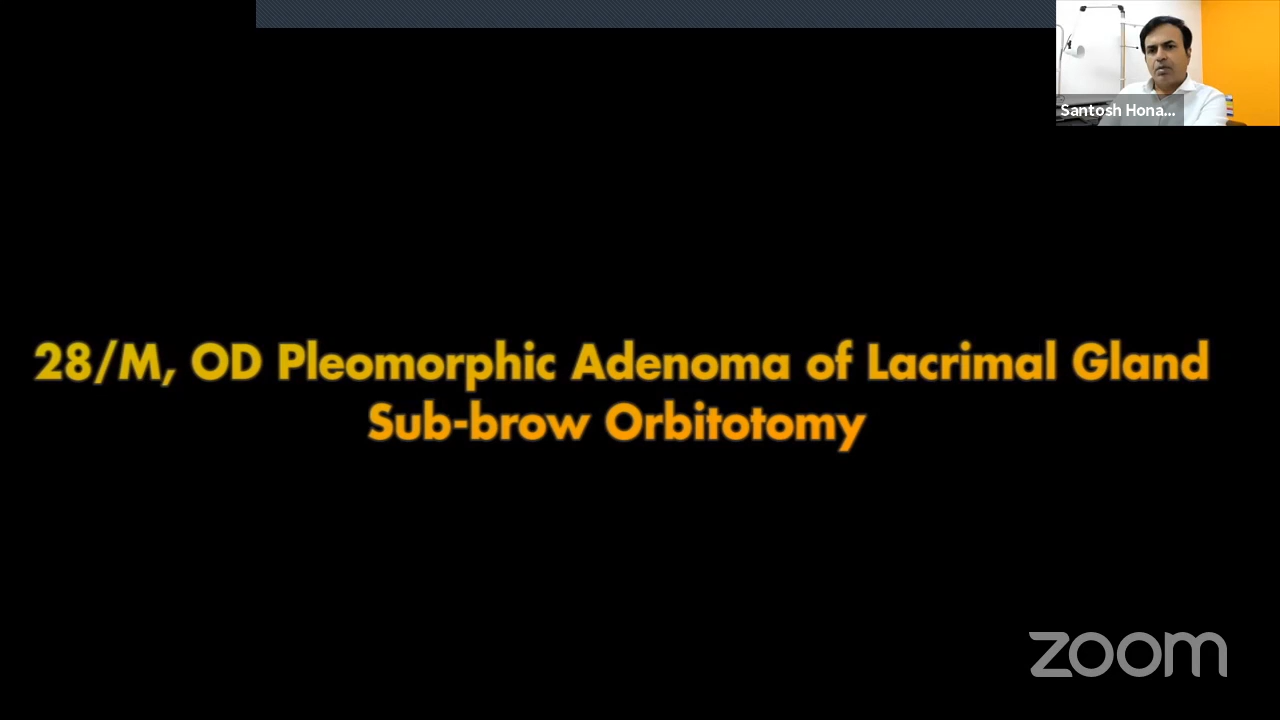 Santosh Hona...
28/M, OD Pleomorphic Adenoma of Lacrimal Gland
Sub-brow Orbitotomy
zoom